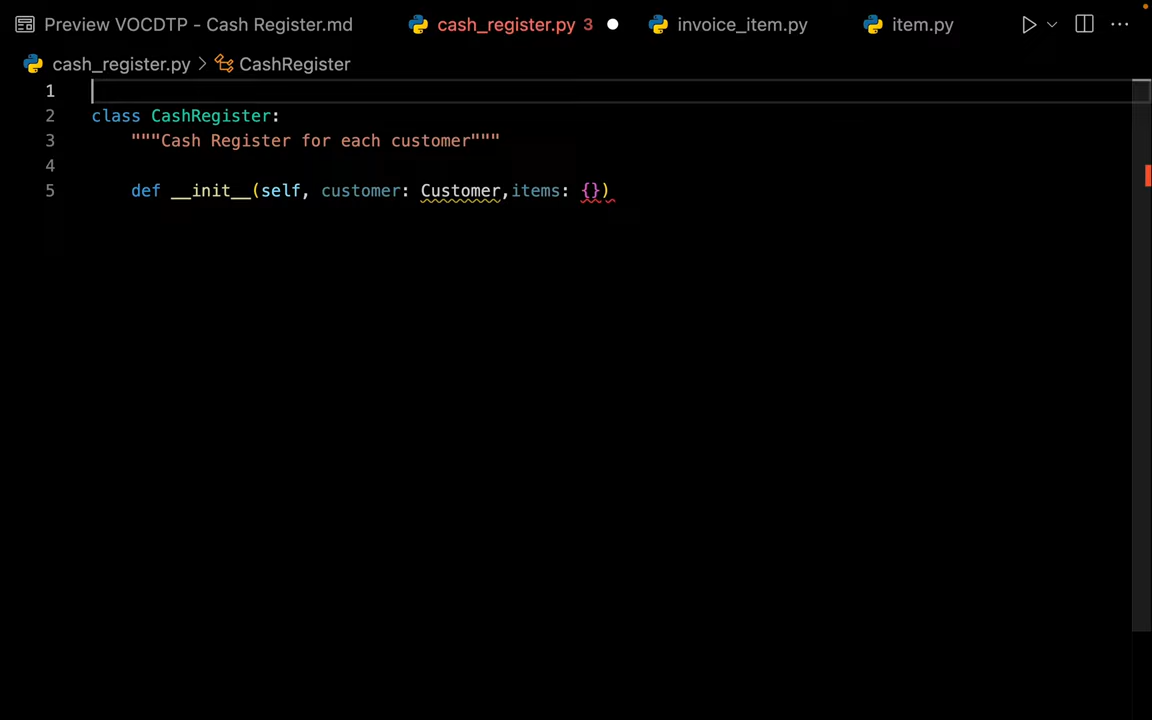 Preview VOCDTP - Cash Register.md cash_register.py 3 invoice_item.py item.py
cash_register.py > CashRegister
1
2 class CashRegister:
3 """Cash Register for each customer"""
4
5 def __init__(self, customer: Customer,items: {})